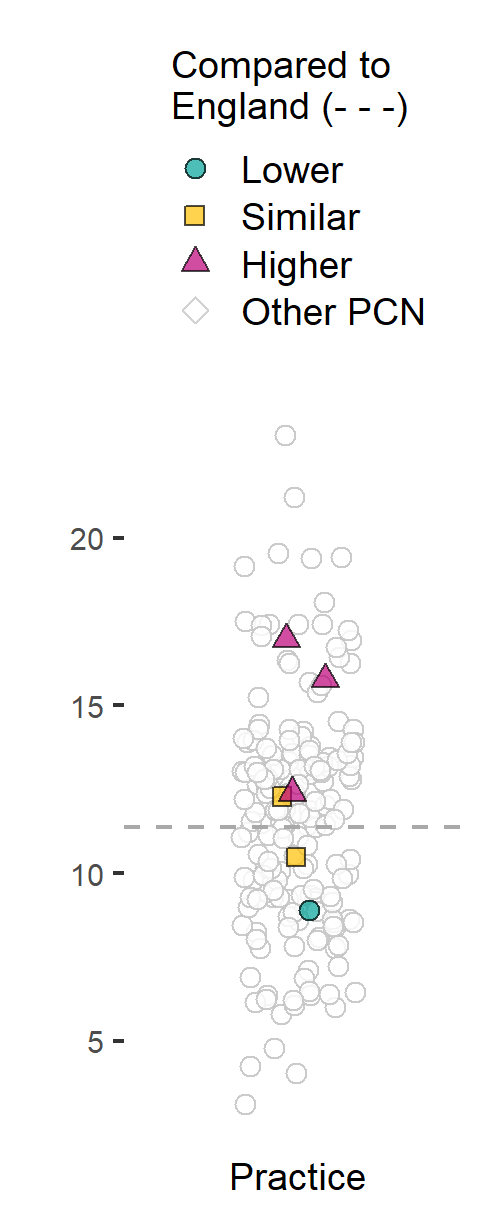 Compared to
England (- - -)
Lower
Similar
Higher
Other PCN
20
15
10
5
Practice